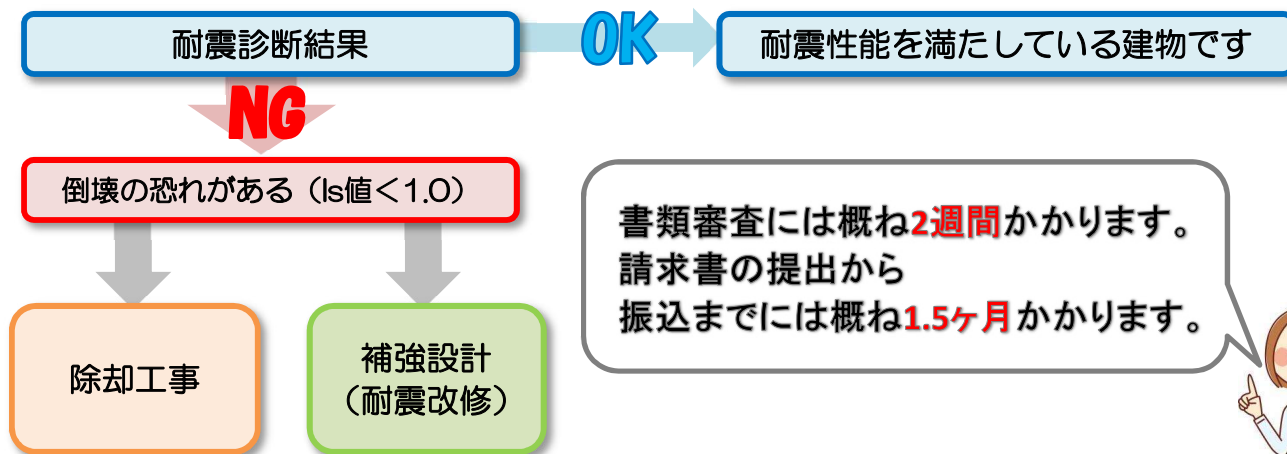 耐震診断結果
OK
耐震性能を満たしている建物です
NG
倒壊の恐れがある（Is値＜1.0）
書類審査には概ね2週間かかります。
請求書の提出から
振込までには概ね1.5ヶ月かかります。
除却工事
補強設計
（耐震改修）